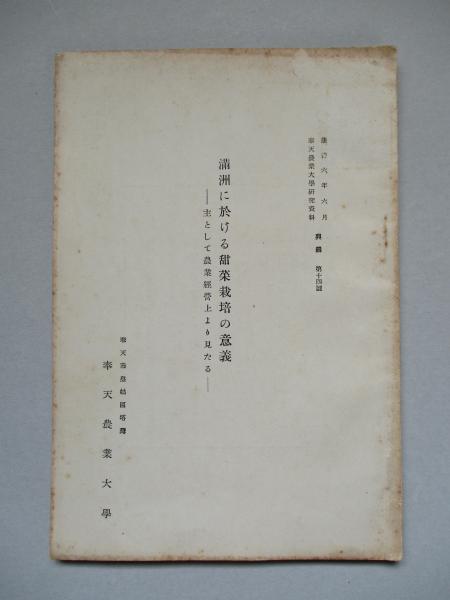 康徳六年六月
奉天農業大學研究資料 第十四號
満洲に於ける甜菜栽培の意義
――主として農業經營上より見たる――
奉天農業大學